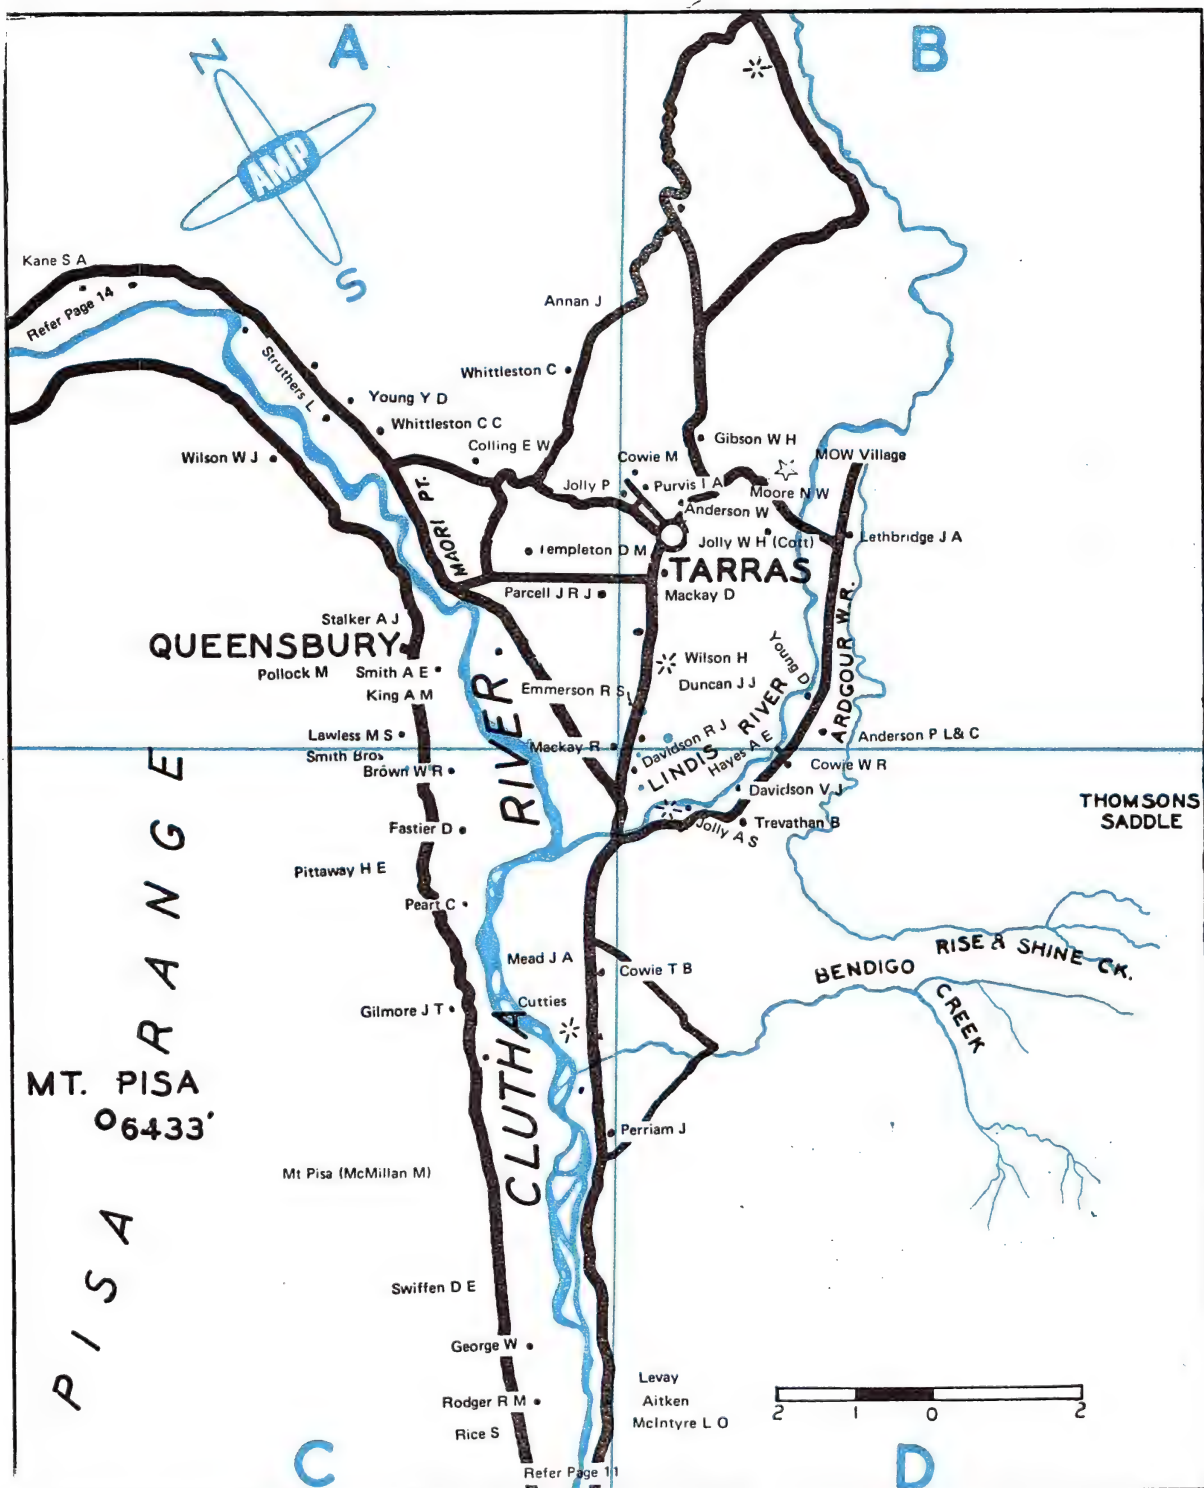 A
B
N
AMP
S
Kane S A
Refer Page 14
Annan J
Struthers L
Whittleston C
Young Y D
Whittleston C C
Colling E W
Gibson W H
Wilson W J
Cowie M
MOW Village
Jolly P
Purvis I A
Moore N W
MAORI PT.
Anderson W
Jolly W H (Cott)
Lethbridge J A
Templeton D M
TARRAS
Parcell J R J
Mackay D
Stalker A J
QUEENSBURY
Pollock M
Smith A E
King A M
Wilson H
Duncan J J
Young D
ARDGOUR W.R.
Emmerson R S
Lawless M S
Smith Bros
Brown W R
Mackay R
Davidson R J
LINDIS RIVER
Hayes A E
Anderson P L & C
Cowie W R
Davidson V J
Jolly A S
Trevathan B
THOMSONS
SADDLE
Fastier D
Pittaway H E
Peart C
Mead J A
Cowie T B
BENDIGO CREEK
RISE & SHINE CK.
Cutties
Gilmore J T
CLUTHA RIVER
MT. PISA
6433'
PISA RANGE
Perriam J
Mt Pisa (McMillan M)
Swiffen D E
George W
Rodger R M
Rice S
Levay
Aitken
McIntyre L O
2 1 0 2
Refer Page 11
C
D